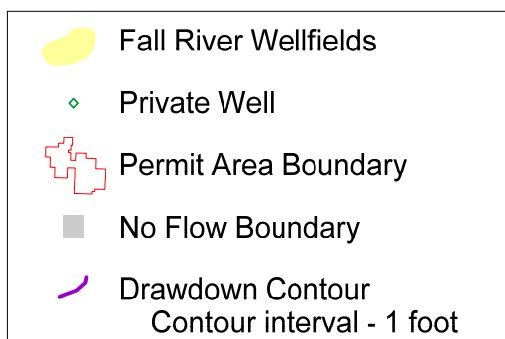 Fall River Wellfields
Private Well
Permit Area Boundary
No Flow Boundary
Drawdown Contour
Contour interval - 1 foot